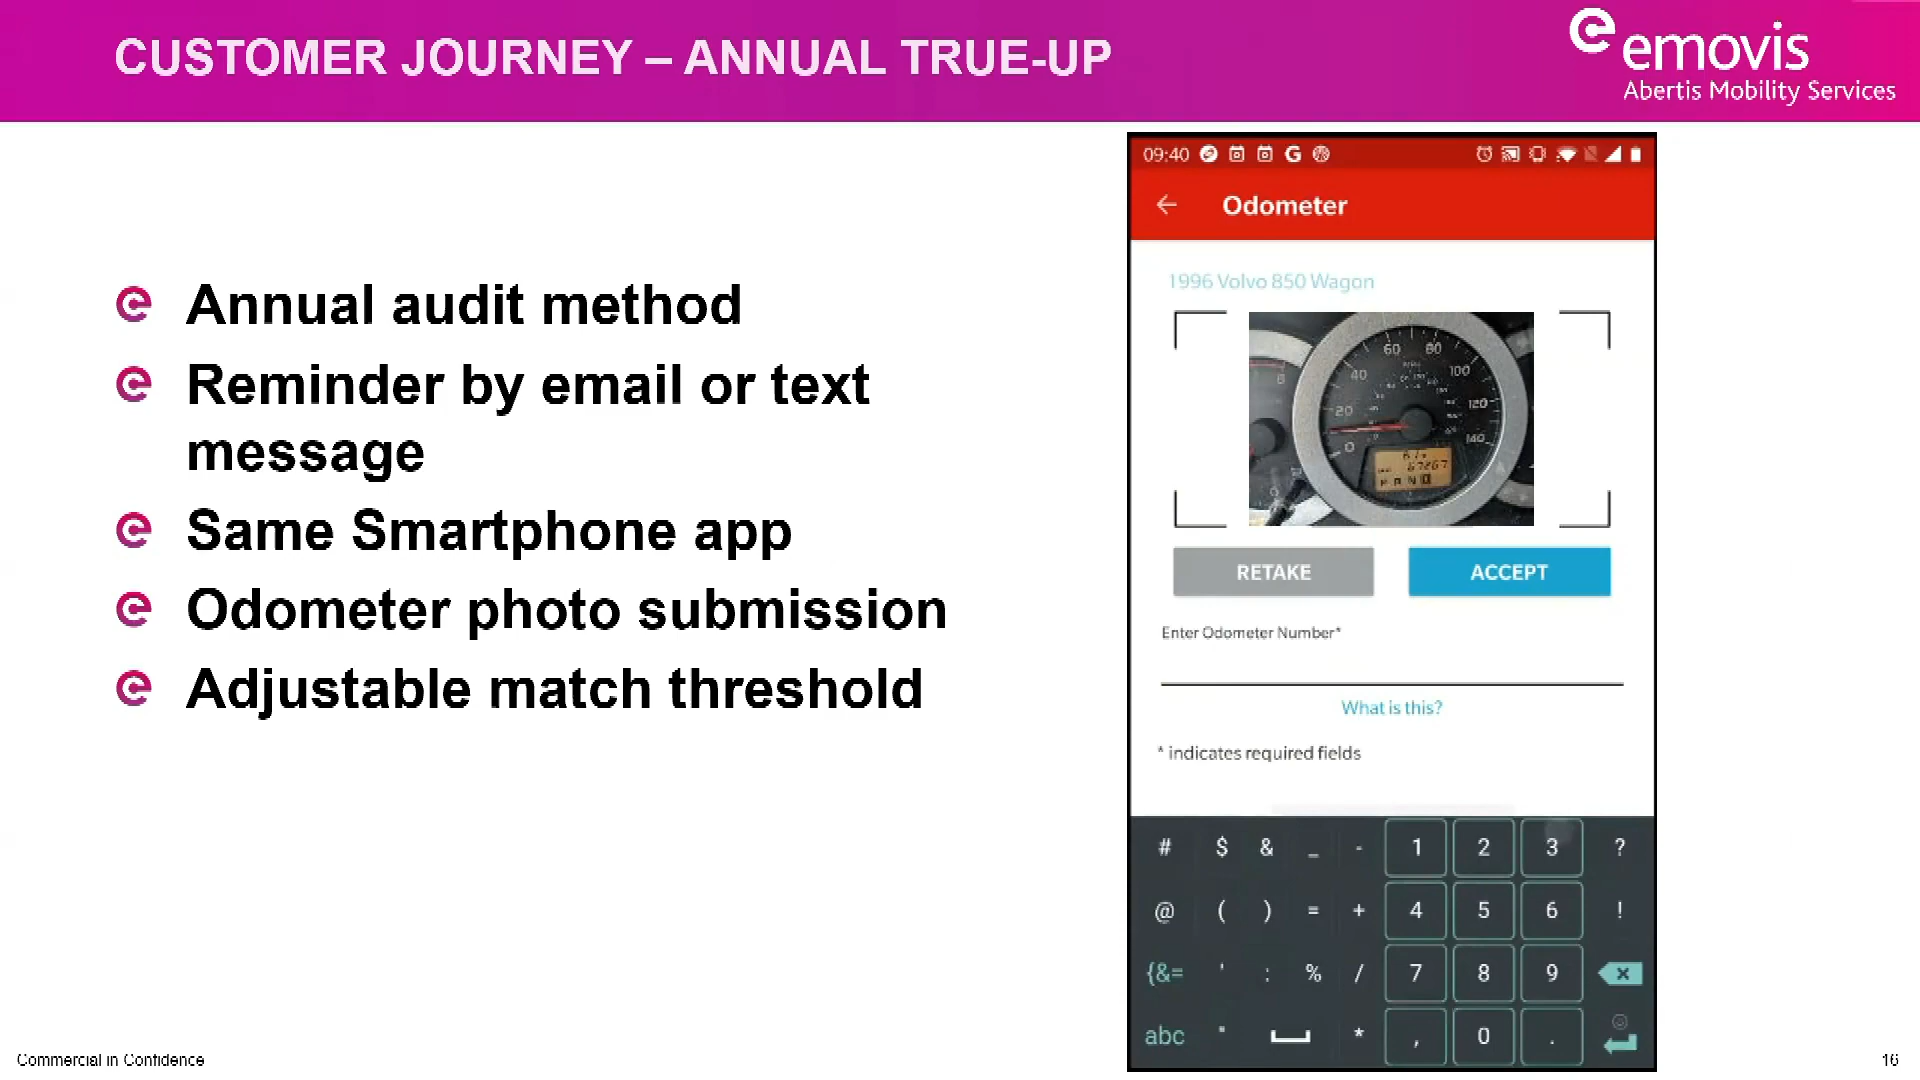 CUSTOMER JOURNEY – ANNUAL TRUE-UP
emovis
Abertis Mobility Services
Annual audit method
Reminder by email or text
message
Same Smartphone app
Odometer photo submission
Adjustable match threshold
09:40
Odometer
1996 Volvo 850 Wagon
20 40 60 80 100 120 140
0
67267
RETAKE ACCEPT
Enter Odometer Number*
What is this?
* indicates required fields
# $ & _ - 1 2 3 ?
@ ( ) = + 4 5 6 !
{&= ' : % / 7 8 9
abc " * , 0 .
Commercial in Confidence
16